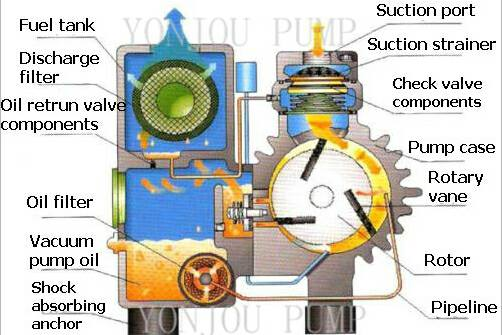 YONJOU PUMP
Fuel tank
Discharge
filter
Oil retrun valve
components
Oil filter
Vacuum
pump oil
Shock
absorbing
anchor
Suction port
Suction strainer
Check valve
components
Pump case
Rotary
vane
Rotor
Pipeline
YONJOU PUMP